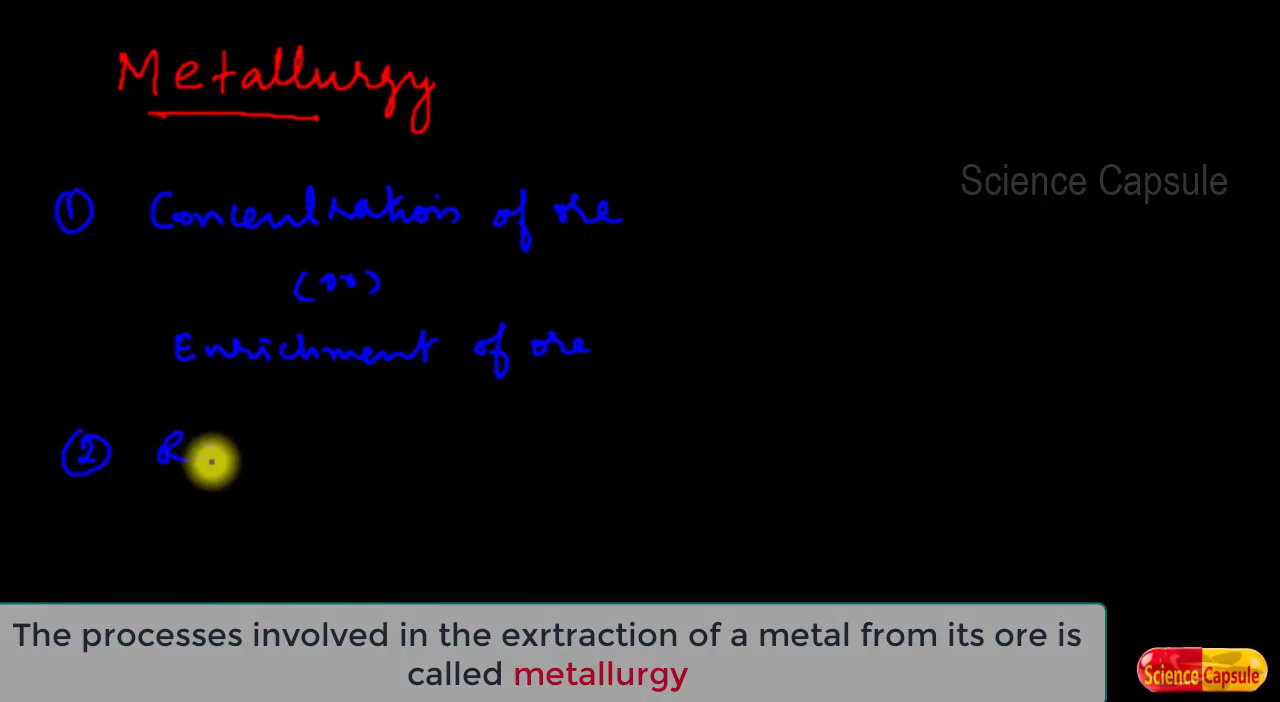 Metallurgy
Science Capsule
① Concentration of ore
(or)
Enrichment of ore
② R
The processes involved in the exrtraction of a metal from its ore is
called metallurgy
Science Capsule